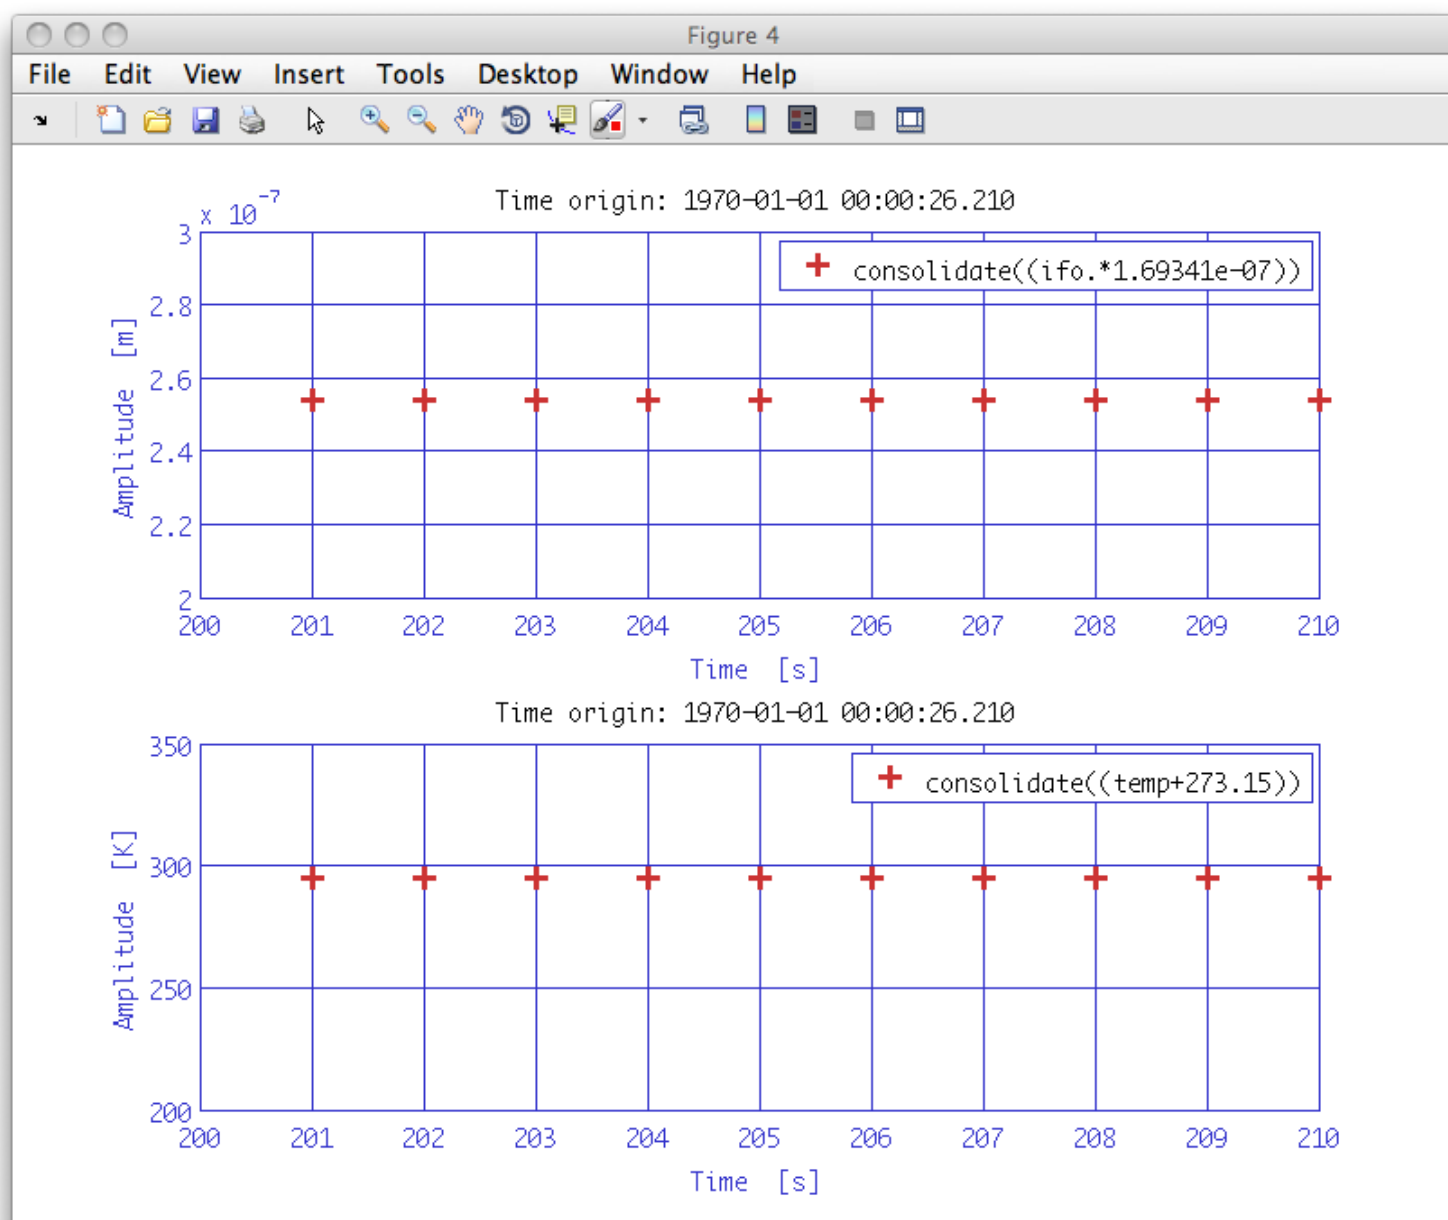 Figure 4
File Edit View Insert Tools Desktop Window Help
x 10^-7
Time origin: 1970-01-01 00:00:26.210
consolidate((ifo.*1.69341e-07))
Amplitude [m]
3
2.8
2.6
2.4
2.2
2
200 201 202 203 204 205 206 207 208 209 210
Time [s]
Time origin: 1970-01-01 00:00:26.210
consolidate((temp+273.15))
Amplitude [K]
350
300
250
200
200 201 202 203 204 205 206 207 208 209 210
Time [s]